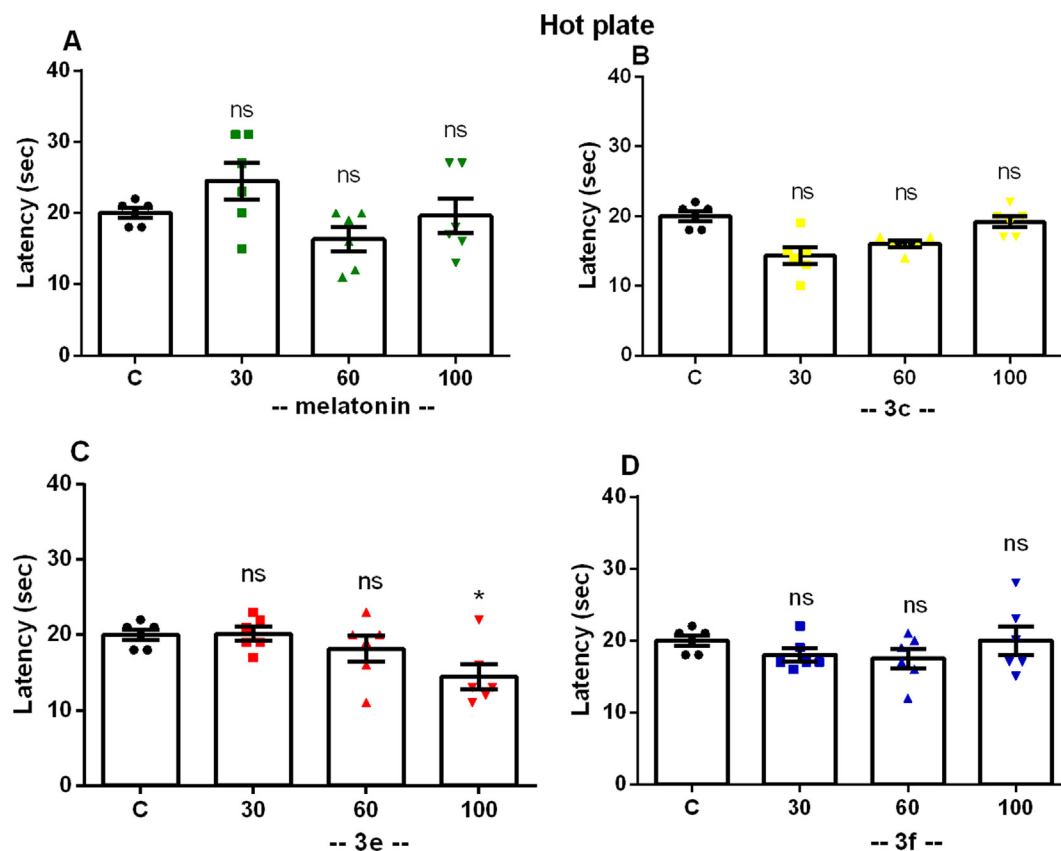 Hot plate
A
Latency (sec)
40
30
20
10
0
ns
ns
ns
C 30 60 100
-- melatonin --
B
Latency (sec)
40
30
20
10
0
ns
ns
ns
C 30 60 100
-- 3c --
C
Latency (sec)
40
30
20
10
0
ns
ns
*
C 30 60 100
-- 3e --
D
Latency (sec)
40
30
20
10
0
ns
ns
ns
C 30 60 100
-- 3f --